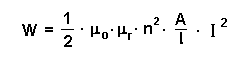 W = 1/2 · μo · μr · n² · A/l · I²